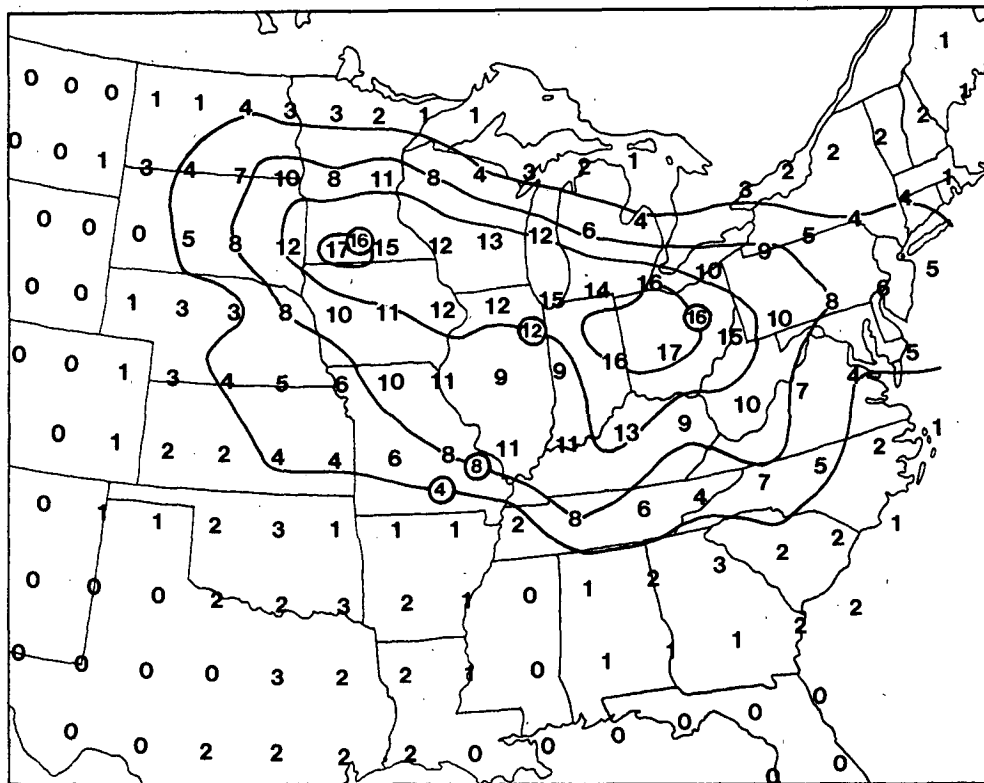 1
0 0 0 1 1 4 3 3 2 1 1 1
0 0 1 3 4 7 10 8 11 8 4 3 2 1 3 2 2 2 2
1
0 0 0 5 8 12 17 16 15 12 13 12 6 4 9 5 4 4
0 0 1 3 3 8 10 11 12 12 15 14 16 10 6 5
12 16 15 10 8
0 0 1 3 4 5 6 10 11 9 9 16 17 7 4 5
0 1 2 2 4 4 6 8 8 11 11 13 9 10 2 1
4
0 1 1 2 3 1 1 1 2 8 6 4 7 5
0 0 0 2 2 3 2 1 0 1 2 3 2 2 1
0 0 0 0 3 2 2 1 0 1 1 1 2 2
0 0 2 2 2 2 0 0 0 0 0 0
0 0